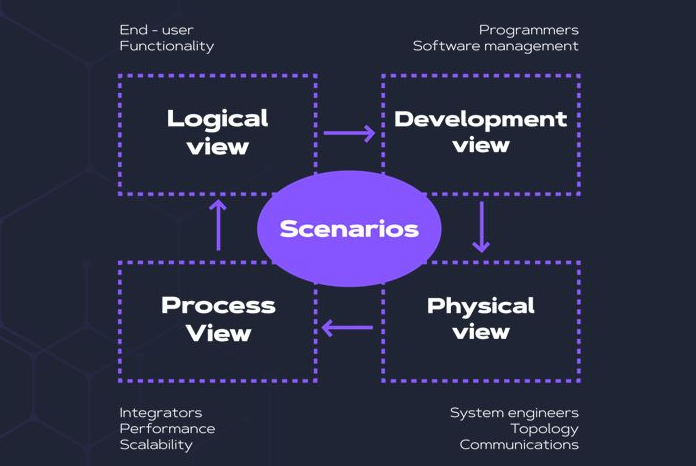 End - user
Functionality
Programmers
Software management
Logical
view
Development
view
Scenarios
Process
View
Physical
view
Integrators
Performance
Scalability
System engineers
Topology
Communications